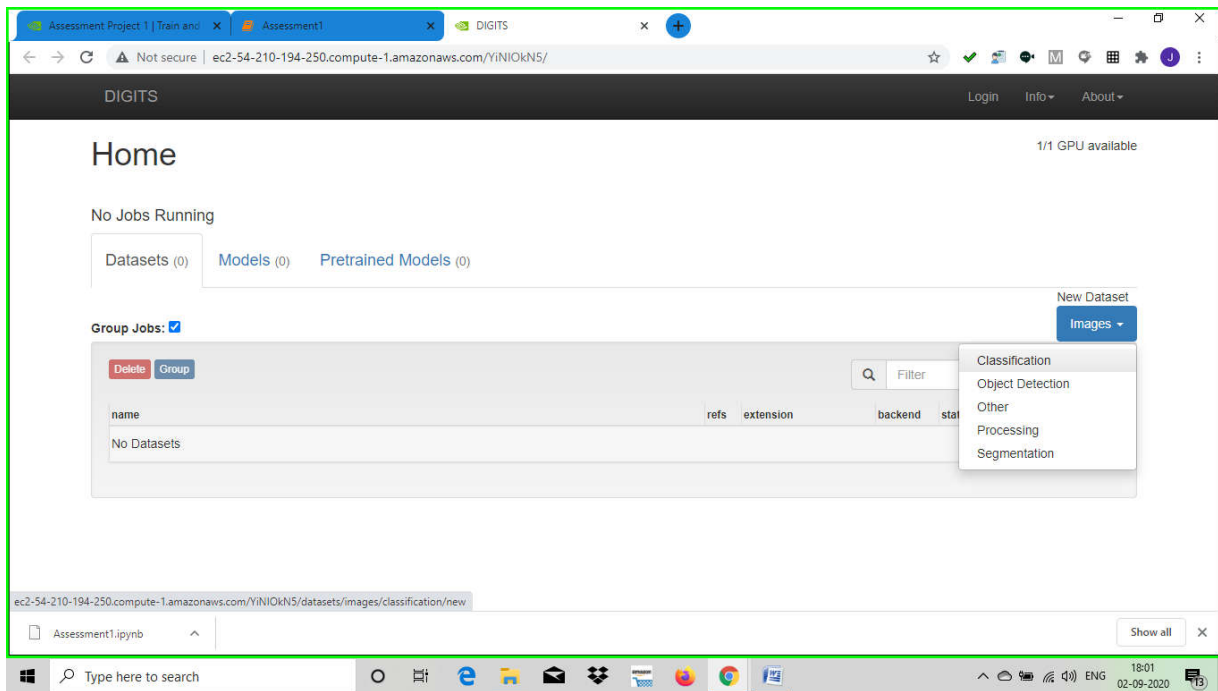 Assessment Project 1 | Train and
Assessment1
DIGITS
Not secure | ec2-54-210-194-250.compute-1.amazonaws.com/YiNIOkN5/
DIGITS Login Info About
Home
1/1 GPU available
No Jobs Running
Datasets (0) Models (0) Pretrained Models (0)
New Dataset
Images
Group Jobs:
Classification
Object Detection
Other
Processing
Segmentation
Delete Group
Filter
name refs extension backend stat
No Datasets
ec2-54-210-194-250.compute-1.amazonaws.com/YiNIOkN5/datasets/images/classification/new
Assessment1.ipynb
Show all
Type here to search
ENG
18:01
02-09-2020